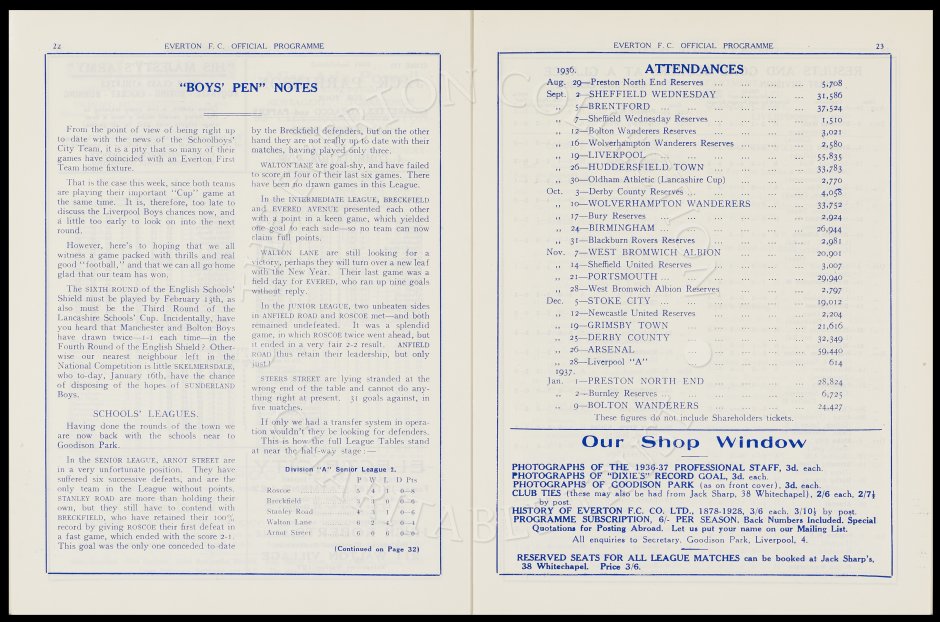 22
EVERTON F. C. OFFICIAL PROGRAMME
"BOYS' PEN" NOTES
From the point of view of being right up
to date with the news of the Schoolboys'
City Team, it is a pity that so many of their
games have coincided with an Everton First
Team home fixture.
That is the case this week, since both teams
are playing their important "Cup" game at
the same time. It is, therefore, too late to
discuss the Liverpool Boys chances now, and
a little too early to look on into the next
round.
However, here's to hoping that we all
witness a game packed with thrills and real
good "football," and that we can all go home
glad that our team has won.
The SIXTH ROUND of the English Schools'
Shield must be played by February 13th, as
also must be the Third Round of the
Lancashire Schools' Cup. Incidentally, have
you heard that Manchester and Bolton Boys
have drawn twice—1-1 each time—in the
Fourth Round of the English Shield? Other-
wise our nearest neighbour left in the
National Competition is little SKELMERSDALE,
who to-day, January 16th, have the chance
of disposing of the hopes of SUNDERLAND
Boys.
SCHOOLS' LEAGUES.
Having done the rounds of the town we
are now back with the schools near to
Goodison Park.
In the SENIOR LEAGUE, ARNOT STREET are
in a very unfortunate position. They have
suffered six successive defeats, and are the
only team in the League without points.
STANLEY ROAD are more than holding their
own, but they still have to contend with
BRECKFIELD, who have retained their 100%
record by giving ROSCOE their first defeat in
a fast game, which ended with the score 2-1.
This goal was the only one conceded to-date
by the Breckfield defenders, but on the other
hand they are not really up to date with their
matches, having played only three.
WALTON LANE are goal-shy, and have failed
to score in four of their last six games. There
have been no drawn games in this League.
In the INTERMEDIATE LEAGUE, BRECKFIELD
and EVERED AVENUE presented each other
with a point in a keen game, which yielded
one goal to each side—so no team can now
claim full points.
WALTON LANE are still looking for a
victory, perhaps they will turn over a new leaf
with the New Year. Their last game was a
field day for EVERED, who ran up nine goals
without reply.
In the JUNIOR LEAGUE, two unbeaten sides
in ANFIELD ROAD and ROSCOE met—and both
remained undefeated. It was a splendid
game, in which ROSCOE twice went ahead, but
it ended in a very fair 2-2 result. ANFIELD
ROAD thus retain their leadership, but only
just!
STEERS STREET are lying stranded at the
wrong end of the table and cannot do any-
thing right at present. 31 goals against, in
five matches.
If only we had a transfer system in opera-
tion wouldn't they be looking for defenders.
This is how the full League Tables stand
at near the half-way stage:—
Division "A" Senior League 2.
P W L D Pts
Roscoe 5 4 1 0—8
Breckfield 3 3 0 0—6
Stanley Road 4 3 1 0—6
Walton Lane 6 2 4 0—4
Arnot Street 6 0 6 0—0
(Continued on Page 32)
EVERTON F. C. OFFICIAL PROGRAMME
23
1936. ATTENDANCES
Aug. 29—Preston North End Reserves ... ... ... ... 5,708
Sept. 2—SHEFFIELD WEDNESDAY ... ... ... 31,586
,, 5—BRENTFORD ... ... ... ... ... 37,524
,, 7—Sheffield Wednesday Reserves ... ... ... ... 1,510
,, 12—Bolton Wanderers Reserves ... ... ... ... 3,021
,, 16—Wolverhampton Wanderers Reserves ... ... ... 2,580
,, 19—LIVERPOOL ... ... ... ... ... 55,835
,, 26—HUDDERSFIELD TOWN ... ... ... ... 33,783
,, 30—Oldham Athletic (Lancashire Cup) ... ... ... 2,770
Oct. 3—Derby County Reserves ... ... ... ... 4,058
,, 10—WOLVERHAMPTON WANDERERS ... ... ... 33,752
,, 17—Bury Reserves ... ... ... ... ... 2,924
,, 24—BIRMINGHAM ... ... ... ... ... 26,944
,, 31—Blackburn Rovers Reserves ... ... ... ... 2,981
Nov. 7—WEST BROMWICH ALBION ... ... ... 20,901
,, 14—Sheffield United Reserves ... ... ... ... 3,007
,, 21—PORTSMOUTH ... ... ... ... ... 29,940
,, 28—West Bromwich Albion Reserves ... ... ... 2,797
Dec. 5—STOKE CITY ... ... ... ... ... 19,012
,, 12—Newcastle United Reserves ... ... ... ... 2,204
,, 19—GRIMSBY TOWN ... ... ... ... 21,616
,, 25—DERBY COUNTY ... ... ... ... 32,349
,, 26—ARSENAL ... ... ... ... ... 59,440
,, 28—Liverpool "A" ... ... ... ... ... 614
1937.
Jan. 1—PRESTON NORTH END ... ... ... ... 28,824
,, 2—Burnley Reserves ... ... ... ... ... 6,725
,, 9—BOLTON WANDERERS ... ... ... ... 24,427
These figures do not include Shareholders tickets.
Our Shop Window
PHOTOGRAPHS OF THE 1936-37 PROFESSIONAL STAFF, 3d. each.
PHOTOGRAPHS OF "DIXIE'S" RECORD GOAL, 3d. each.
PHOTOGRAPHS OF GOODISON PARK (as on front cover), 3d. each.
CLUB TIES (these may also be had from Jack Sharp, 38 Whitechapel), 2/6 each, 2/7½
by post.
HISTORY OF EVERTON F.C. CO. LTD., 1878-1928, 3/6 each, 3/10½ by post.
PROGRAMME SUBSCRIPTION, 6/- PER SEASON. Back Numbers Included. Special
Quotations for Posting Abroad. Let us put your name on our Mailing List.
All enquiries to Secretary, Goodison Park, Liverpool, 4.
RESERVED SEATS FOR ALL LEAGUE MATCHES can be booked at Jack Sharp's,
38 Whitechapel. Price 3/6.